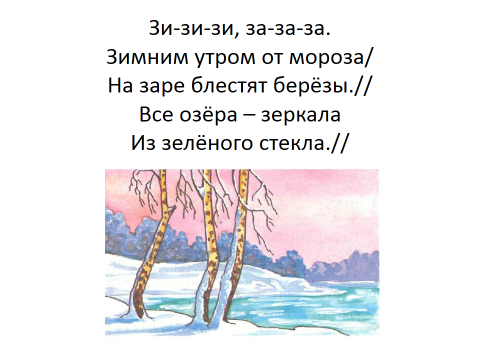 Зи-зи-зи, за-за-за.
Зимним утром от мороза/
На заре блестят берёзы.//
Все озёра – зеркала
Из зелёного стекла.//